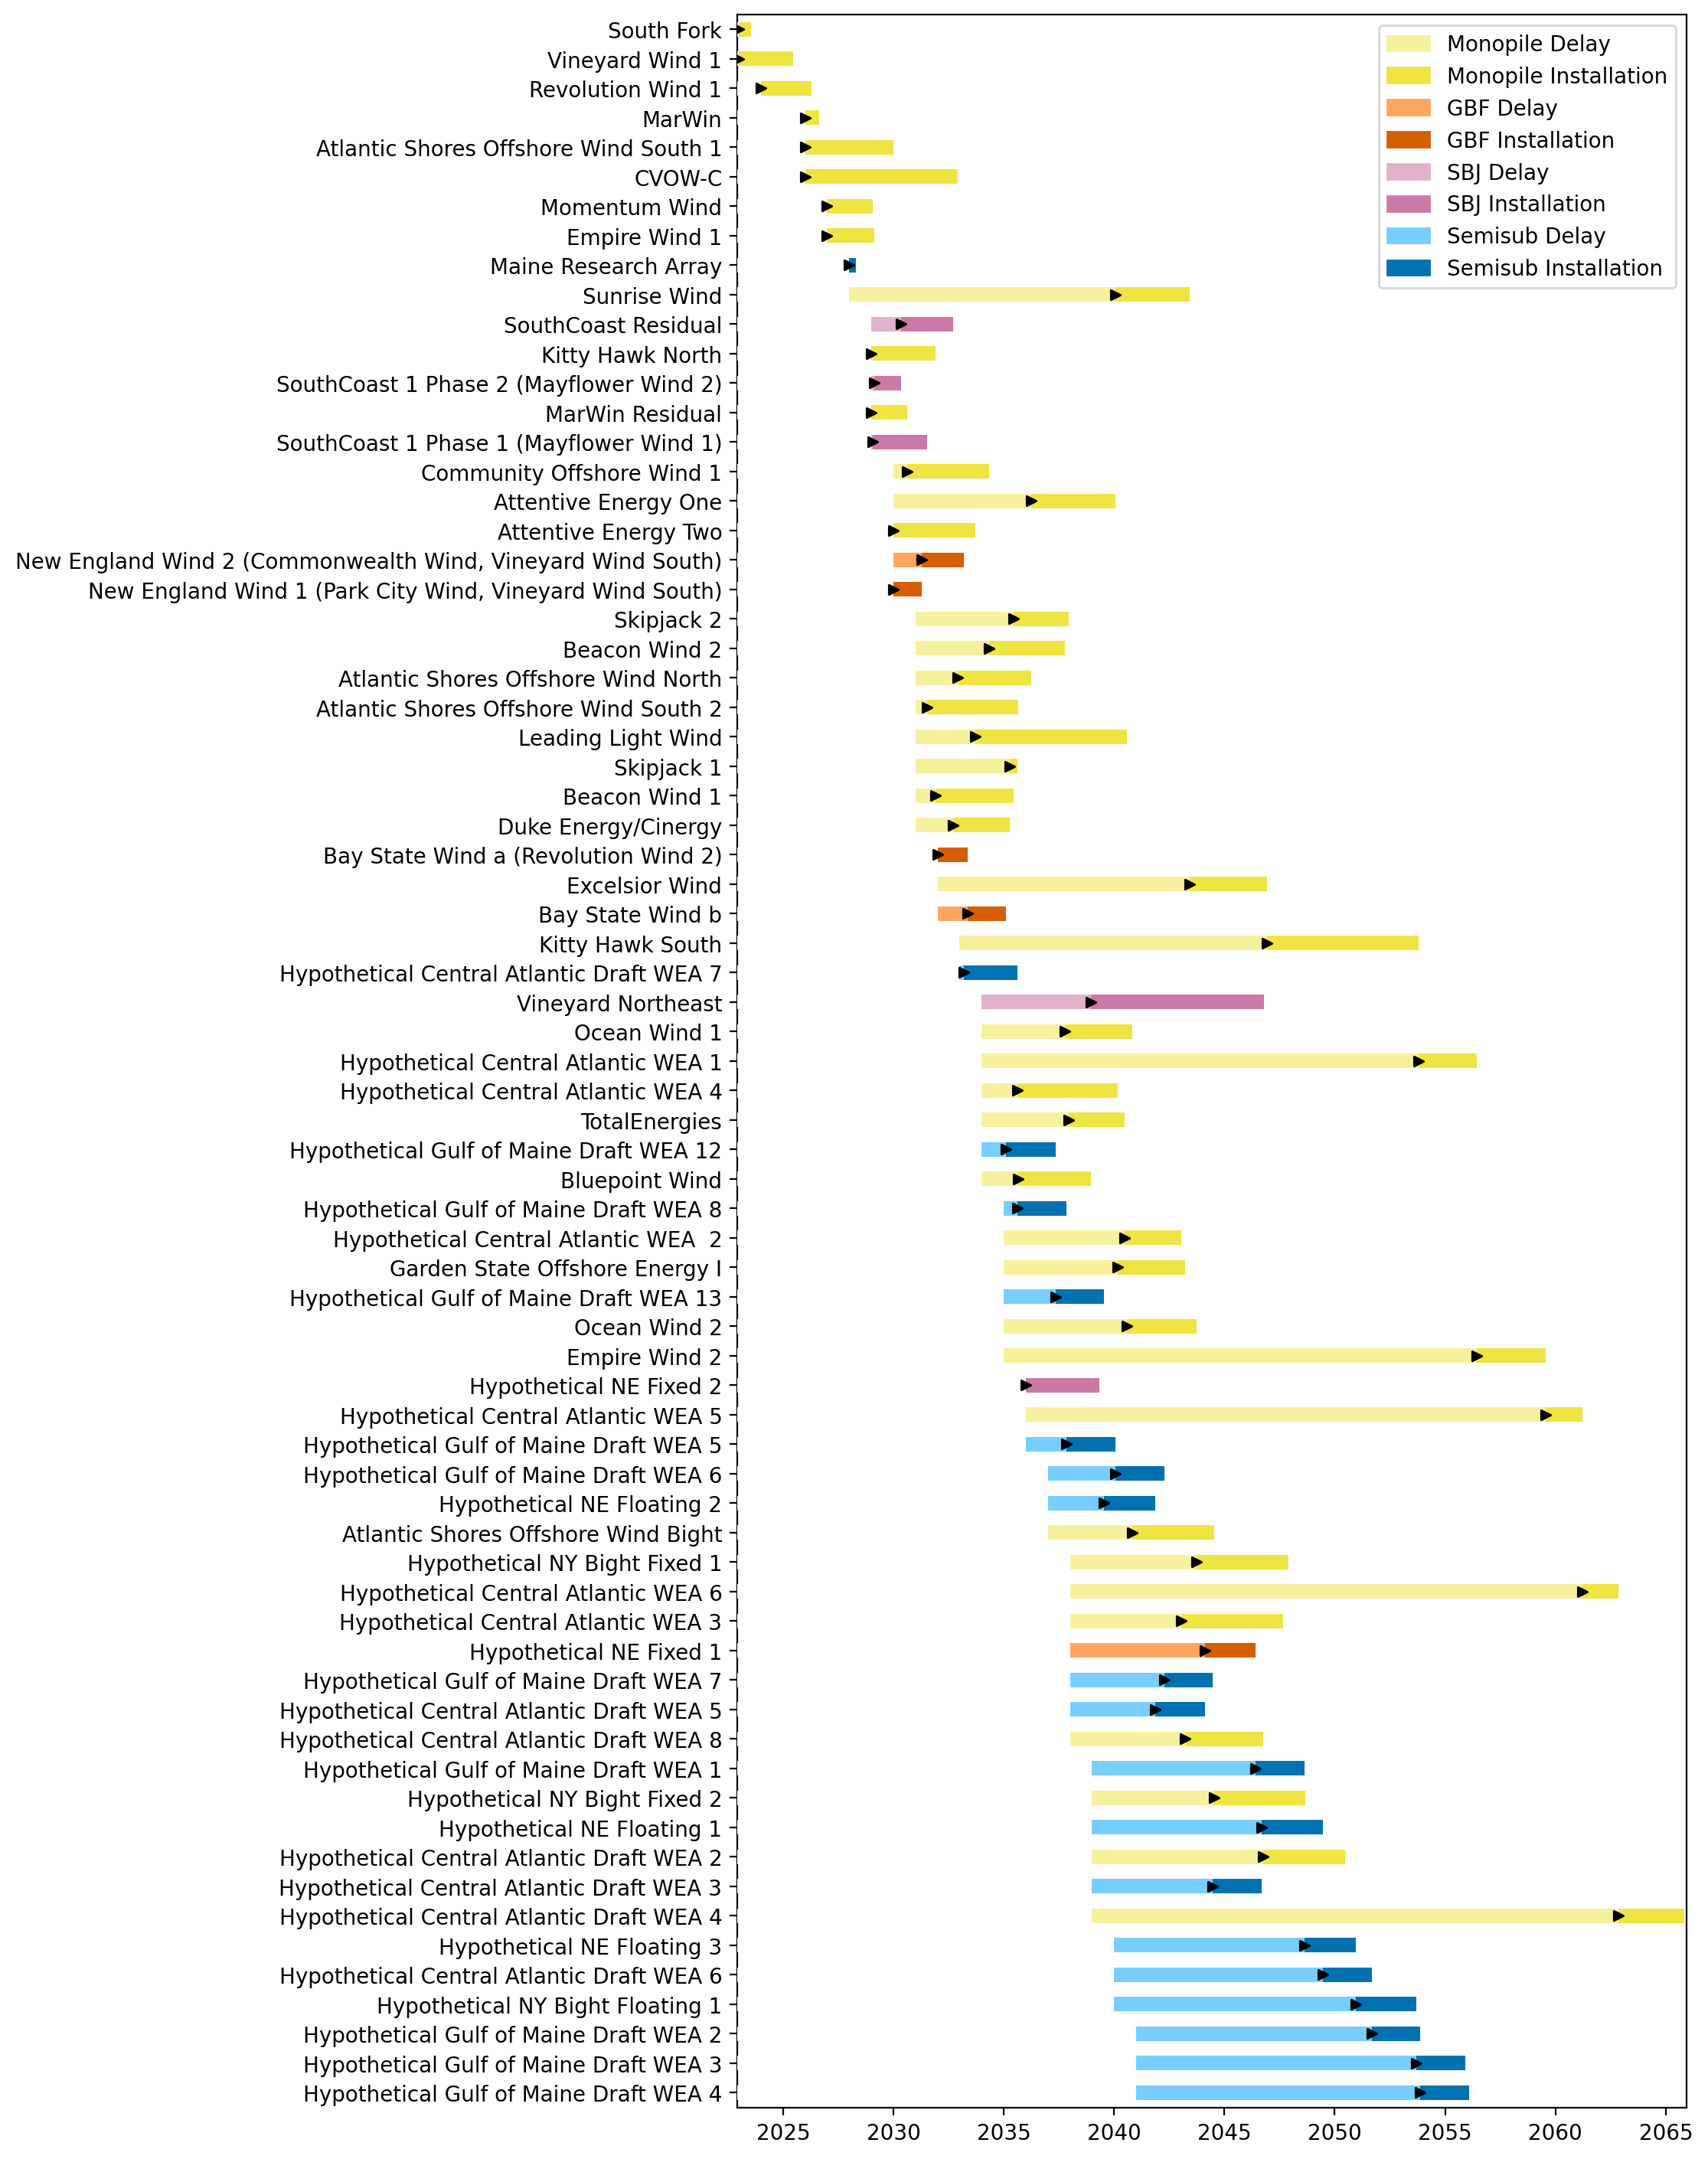 South Fork
Vineyard Wind 1
Revolution Wind 1
MarWin
Atlantic Shores Offshore Wind South 1
CVOW-C
Momentum Wind
Empire Wind 1
Maine Research Array
Sunrise Wind
SouthCoast Residual
Kitty Hawk North
SouthCoast 1 Phase 2 (Mayflower Wind 2)
MarWin Residual
SouthCoast 1 Phase 1 (Mayflower Wind 1)
Community Offshore Wind 1
Attentive Energy One
Attentive Energy Two
New England Wind 2 (Commonwealth Wind, Vineyard Wind South)
New England Wind 1 (Park City Wind, Vineyard Wind South)
Skipjack 2
Beacon Wind 2
Atlantic Shores Offshore Wind North
Atlantic Shores Offshore Wind South 2
Leading Light Wind
Skipjack 1
Beacon Wind 1
Duke Energy/Cinergy
Bay State Wind a (Revolution Wind 2)
Excelsior Wind
Bay State Wind b
Kitty Hawk South
Hypothetical Central Atlantic Draft WEA 7
Vineyard Northeast
Ocean Wind 1
Hypothetical Central Atlantic WEA 1
Hypothetical Central Atlantic WEA 4
TotalEnergies
Hypothetical Gulf of Maine Draft WEA 12
Bluepoint Wind
Hypothetical Gulf of Maine Draft WEA 8
Hypothetical Central Atlantic WEA  2
Garden State Offshore Energy I
Hypothetical Gulf of Maine Draft WEA 13
Ocean Wind 2
Empire Wind 2
Hypothetical NE Fixed 2
Hypothetical Central Atlantic WEA 5
Hypothetical Gulf of Maine Draft WEA 5
Hypothetical Gulf of Maine Draft WEA 6
Hypothetical NE Floating 2
Atlantic Shores Offshore Wind Bight
Hypothetical NY Bight Fixed 1
Hypothetical Central Atlantic WEA 6
Hypothetical Central Atlantic WEA 3
Hypothetical NE Fixed 1
Hypothetical Gulf of Maine Draft WEA 7
Hypothetical Central Atlantic Draft WEA 5
Hypothetical Central Atlantic Draft WEA 8
Hypothetical Gulf of Maine Draft WEA 1
Hypothetical NY Bight Fixed 2
Hypothetical NE Floating 1
Hypothetical Central Atlantic Draft WEA 2
Hypothetical Central Atlantic Draft WEA 3
Hypothetical Central Atlantic Draft WEA 4
Hypothetical NE Floating 3
Hypothetical Central Atlantic Draft WEA 6
Hypothetical NY Bight Floating 1
Hypothetical Gulf of Maine Draft WEA 2
Hypothetical Gulf of Maine Draft WEA 3
Hypothetical Gulf of Maine Draft WEA 4
Monopile Delay
Monopile Installation
GBF Delay
GBF Installation
SBJ Delay
SBJ Installation
Semisub Delay
Semisub Installation
2025 2030 2035 2040 2045 2050 2055 2060 2065